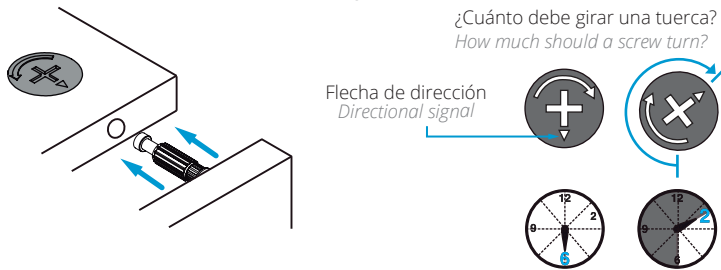 ¿Cuánto debe girar una tuerca?
How much should a screw turn?
Flecha de dirección
Directional signal
12
2
9
6
12
2
9
6